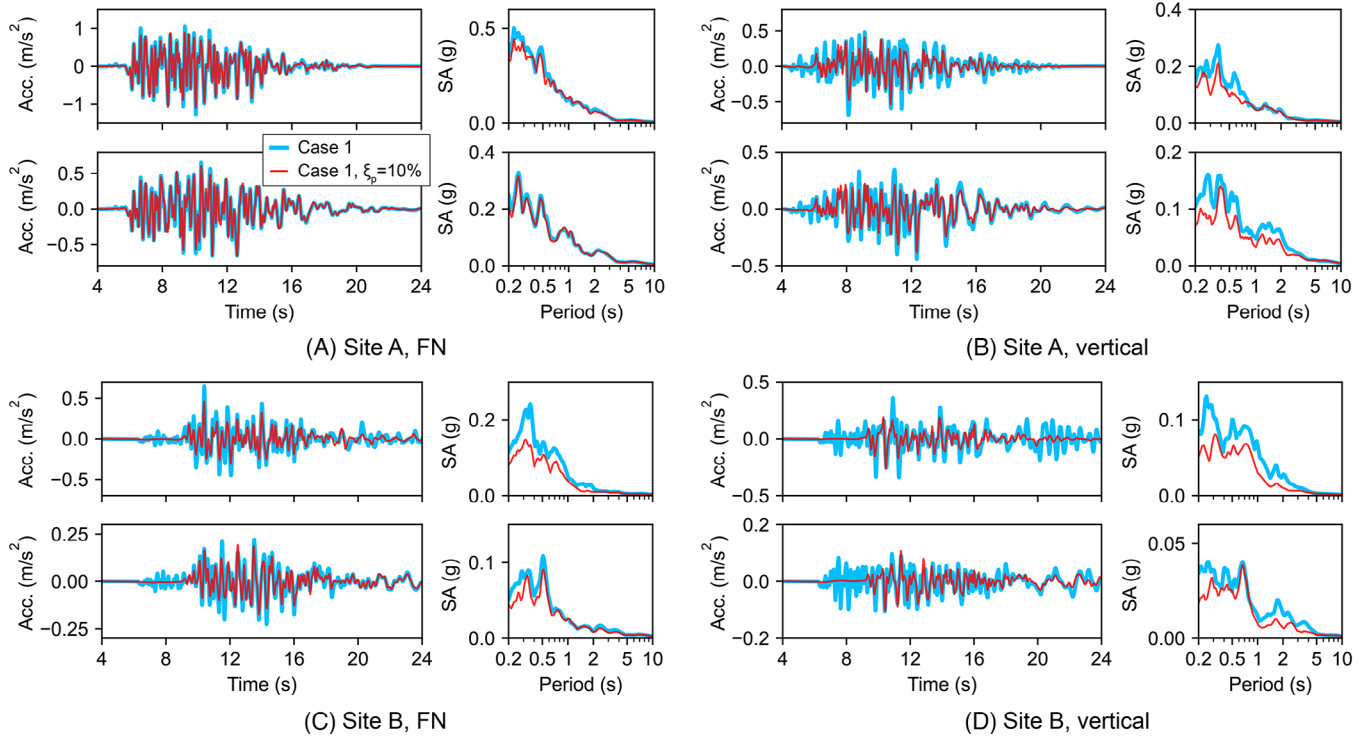 1
0
−1
Acc. (m/s²)
0.5
0.0
SA (g)
0.5
0.0
−0.5
Acc. (m/s²)
0.4
0.2
0.0
SA (g)
Case 1
Case 1, ξp=10%
0.5
0.0
−0.5
Acc. (m/s²)
4 8 12 16 20 24
Time (s)
0.4
0.2
0.0
SA (g)
0.2 0.5 1 2 5 10
Period (s)
0.5
0.0
−0.5
Acc. (m/s²)
4 8 12 16 20 24
Time (s)
0.2
0.1
0.0
SA (g)
0.2 0.5 1 2 5 10
Period (s)
(A) Site A, FN
(B) Site A, vertical
0.5
0.0
−0.5
Acc. (m/s²)
0.2
0.0
SA (g)
0.5
0.0
−0.5
Acc. (m/s²)
0.1
0.0
SA (g)
0.25
0.00
−0.25
Acc. (m/s²)
4 8 12 16 20 24
Time (s)
0.1
0.0
SA (g)
0.2 0.5 1 2 5 10
Period (s)
0.2
0.0
−0.2
Acc. (m/s²)
4 8 12 16 20 24
Time (s)
0.05
0.00
SA (g)
0.2 0.5 1 2 5 10
Period (s)
(C) Site B, FN
(D) Site B, vertical